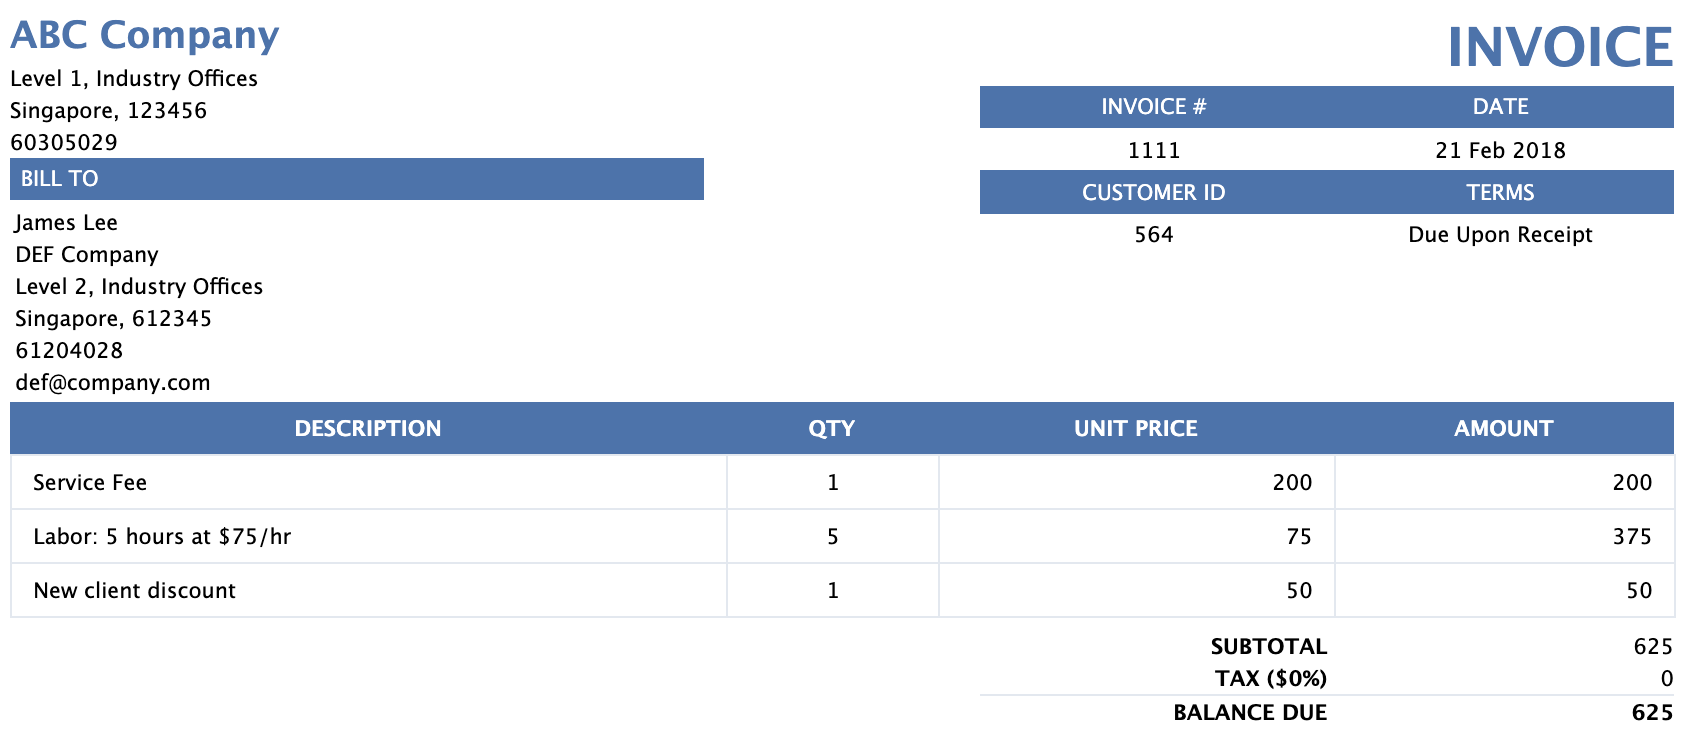 ABC Company
INVOICE
Level 1, Industry Offices
Singapore, 123456
60305029
INVOICE # DATE
1111 21 Feb 2018
CUSTOMER ID TERMS
564 Due Upon Receipt
BILL TO
James Lee
DEF Company
Level 2, Industry Offices
Singapore, 612345
61204028
def@company.com
DESCRIPTION QTY UNIT PRICE AMOUNT
Service Fee 1 200 200
Labor: 5 hours at $75/hr 5 75 375
New client discount 1 50 50
SUBTOTAL 625
TAX ($0%) 0
BALANCE DUE 625